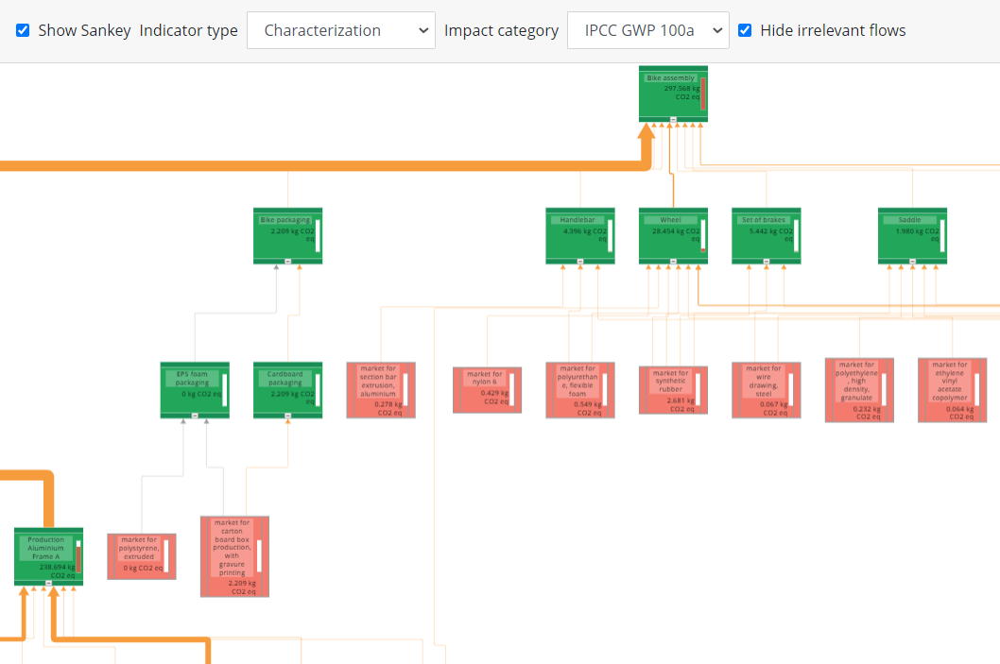 Show Sankey Indicator type Characterization Impact category IPCC GWP 100a Hide irrelevant flows
Bike assembly
297.568 kg
CO2 eq
Bike packaging
2.209 kg CO2
eq
Handlebar
4.396 kg CO2
eq
Wheel
28.454 kg CO2
eq
Set of brakes
5.442 kg CO2
eq
Saddle
1.980 kg CO2
eq
EPS foam
packaging
0 kg CO2 eq
Cardboard
packaging
2.209 kg CO2
eq
market for
section bar
extrusion,
aluminium
0.278 kg
CO2 eq
market for
nylon 6
0.429 kg
CO2 eq
market for
polyurethan
e, flexible
foam
0.549 kg
CO2 eq
market for
synthetic
rubber
2.681 kg
CO2 eq
market for
wire
drawing,
steel
0.067 kg
CO2 eq
market for
polyethylene
, high
density,
granulate
0.232 kg
CO2 eq
market for
ethylene
vinyl
acetate
copolymer
0.064 kg
CO2 eq
Production
Aluminium
Frame A
238.694 kg
CO2 eq
market for
polystyrene,
extruded
0 kg CO2 eq
market for
carton
board box
production,
with
gravure
printing
2.209 kg
CO2 eq